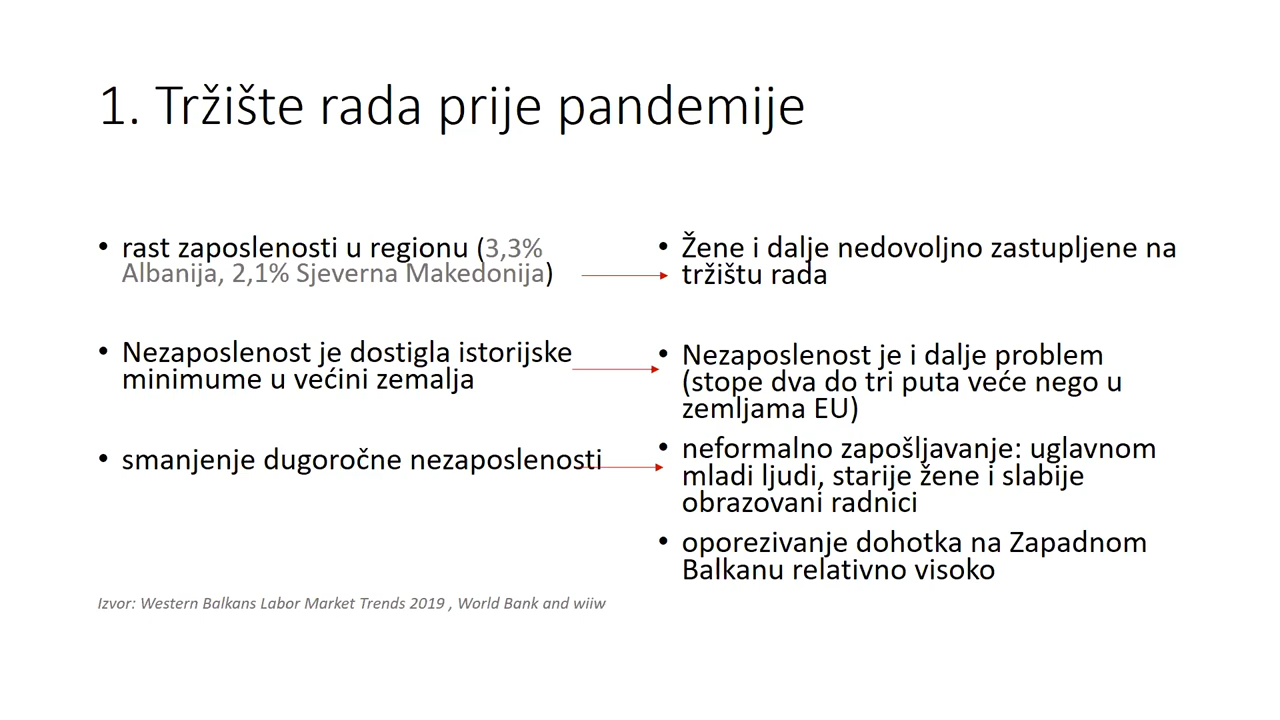 1. Tržište rada prije pandemije
• rast zaposlenosti u regionu (3,3%
Albanija, 2,1% Sjeverna Makedonija)
• Nezaposlenost je dostigla istorijske
minimume u većini zemalja
• smanjenje dugoročne nezaposlenosti
• Žene i dalje nedovoljno zastupljene na
tržištu rada
• Nezaposlenost je i dalje problem
(stope dva do tri puta veće nego u
zemljama EU)
• neformalno zapošljavanje: uglavnom
mladi ljudi, starije žene i slabije
obrazovani radnici
• oporezivanje dohotka na Zapadnom
Balkanu relativno visoko
Izvor: Western Balkans Labor Market Trends 2019 , World Bank and wiiw